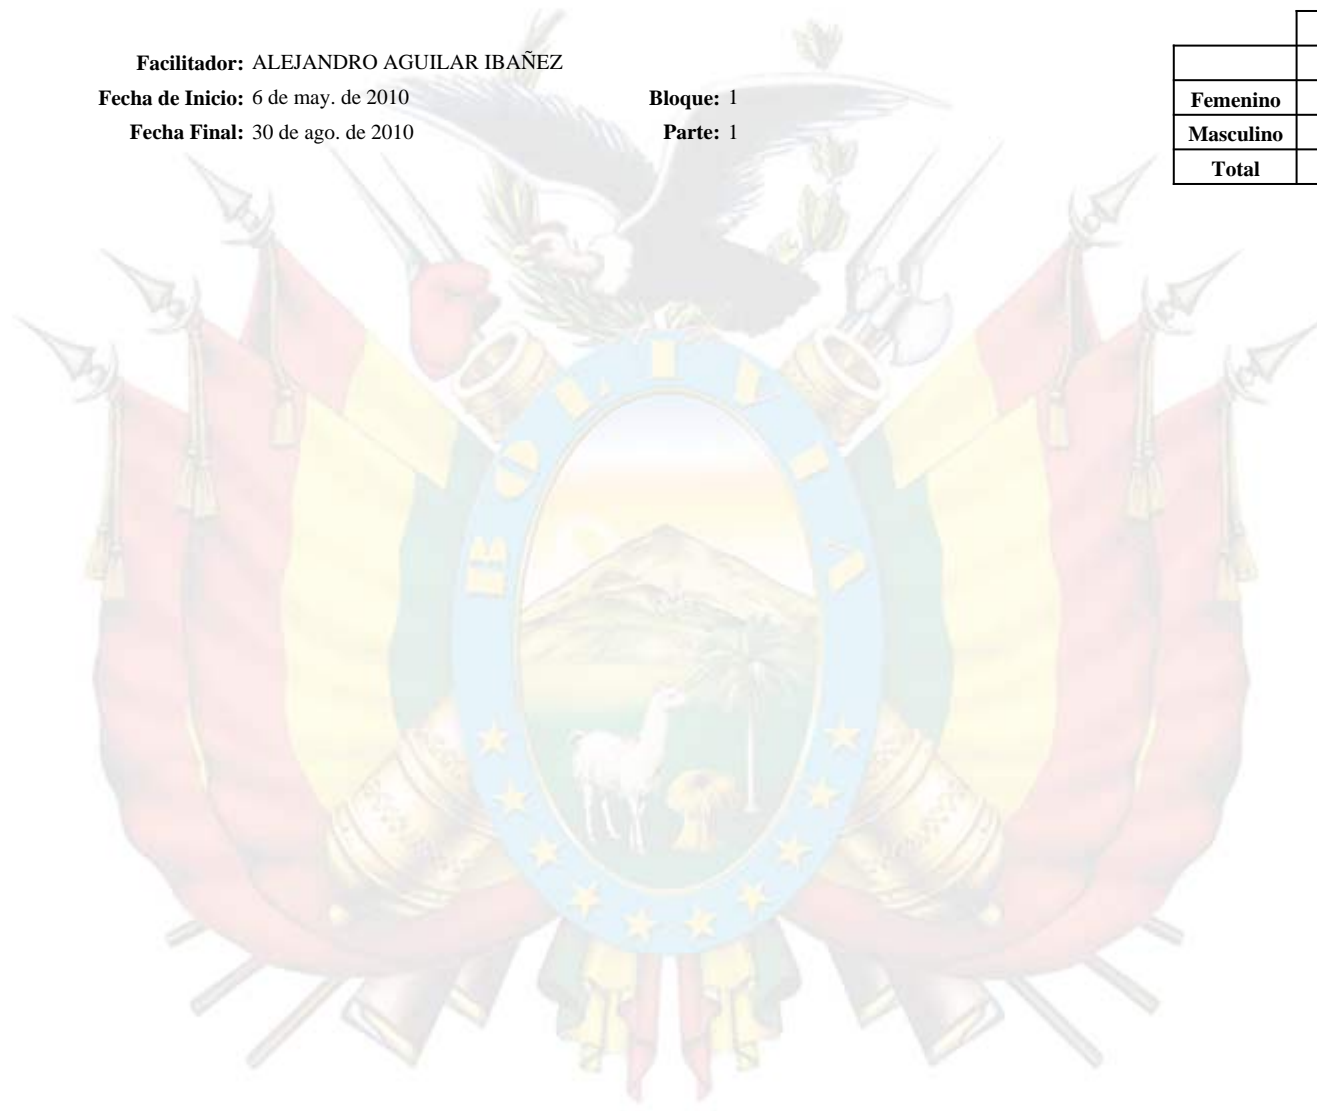 Facilitador: ALEJANDRO AGUILAR IBAÑEZ
Fecha de Inicio: 6 de may. de 2010 Bloque: 1
Fecha Final: 30 de ago. de 2010 Parte: 1
Femenino
Masculino
Total
BOLIVIA